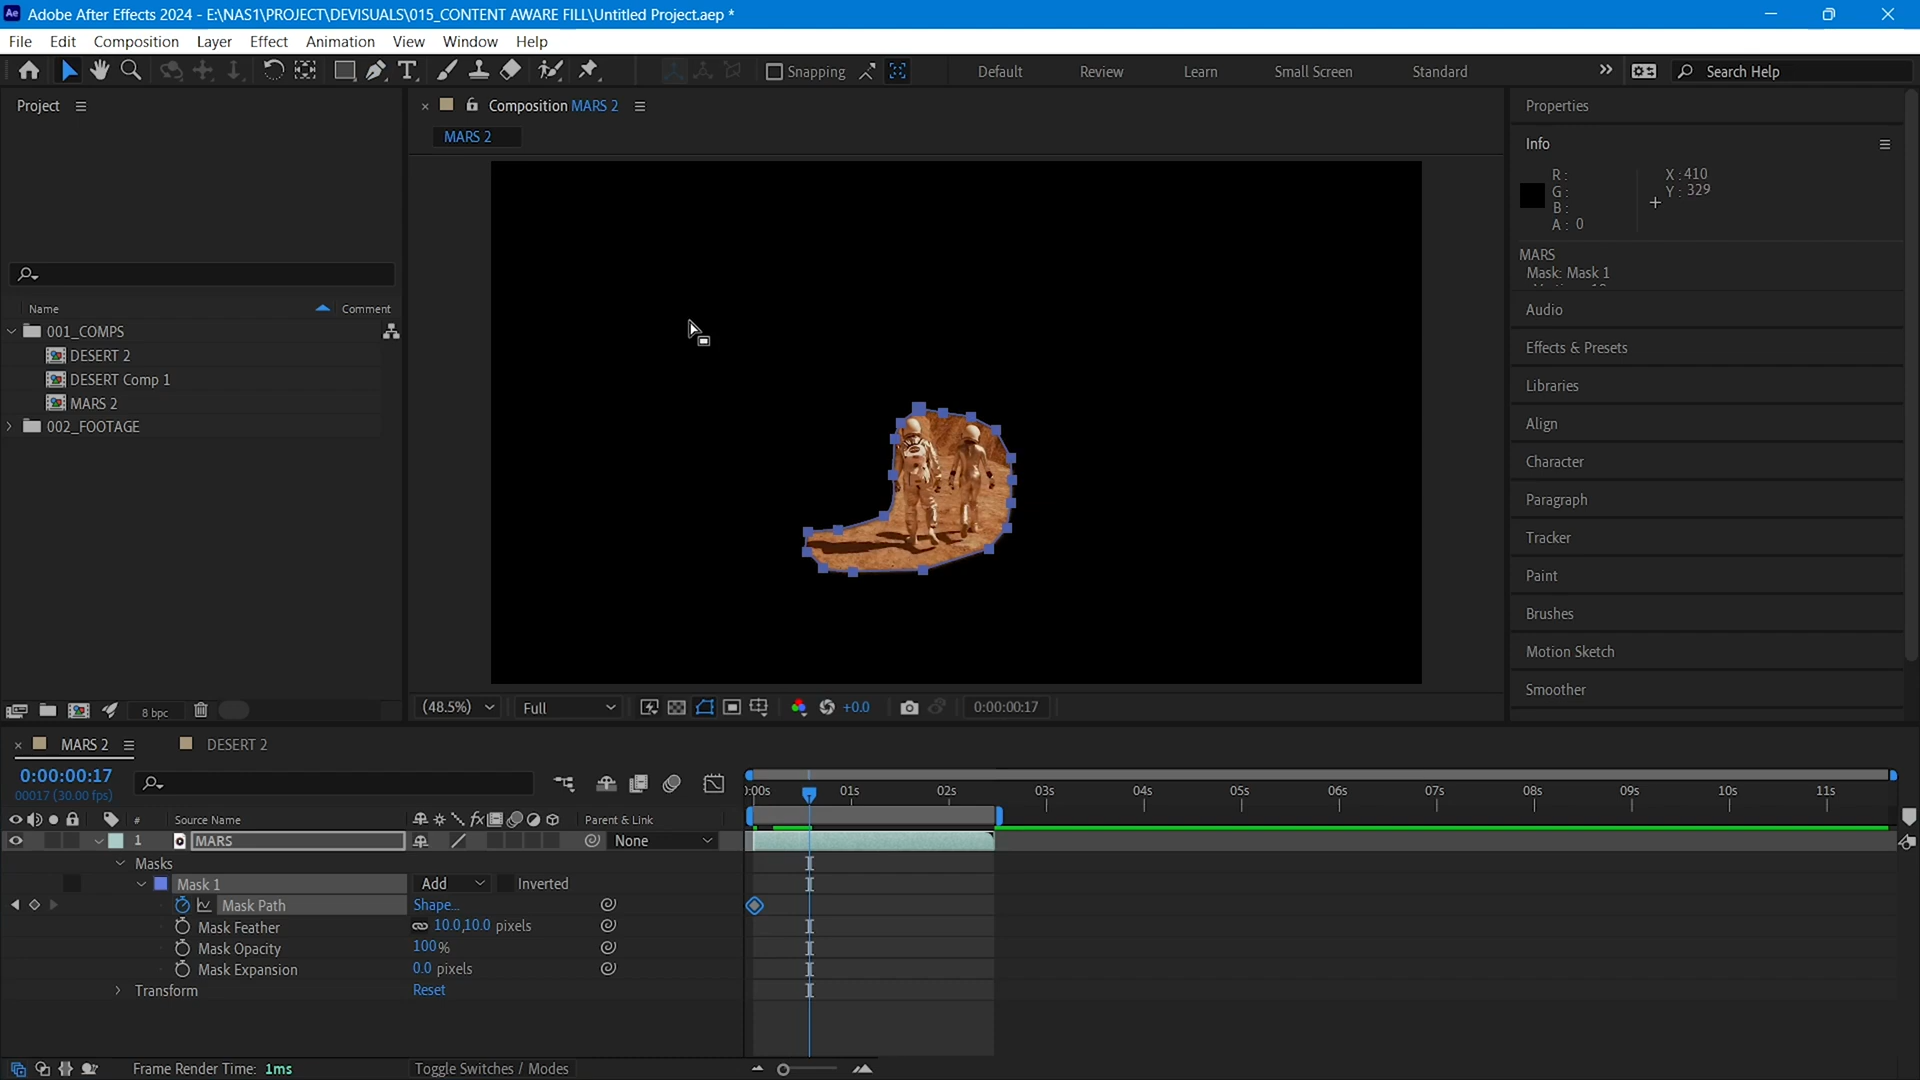 Adobe After Effects 2024 - E:\NAS1\PROJECT\DEVISUALS\015_CONTENT AWARE FILL\Untitled Project.aep *
File Edit Composition Layer Effect Animation View Window Help
Snapping Default Review Learn Small Screen Standard Search Help
Project
Composition MARS 2
MARS 2
Name Comment
001_COMPS
DESERT 2
DESERT Comp 1
MARS 2
002_FOOTAGE
8 bpc
(48.5%) Full +0.0 0:00:00:17
Properties
Info
R: X : 410
G: Y : 329
B:
A: 0
MARS
Mask: Mask 1
Audio
Effects & Presets
Libraries
Align
Character
Paragraph
Tracker
Paint
Brushes
Motion Sketch
Smoother
MARS 2 DESERT 2
0:00:00:17
00017 (30.00 fps)
):00s 01s 02s 03s 04s 05s 06s 07s 08s 09s 10s 11s
# Source Name Parent & Link
1 MARS None
Masks
Mask 1 Add Inverted
Mask Path Shape...
Mask Feather 10.0,10.0 pixels
Mask Opacity 100%
Mask Expansion 0.0 pixels
Transform Reset
Frame Render Time: 1ms Toggle Switches / Modes